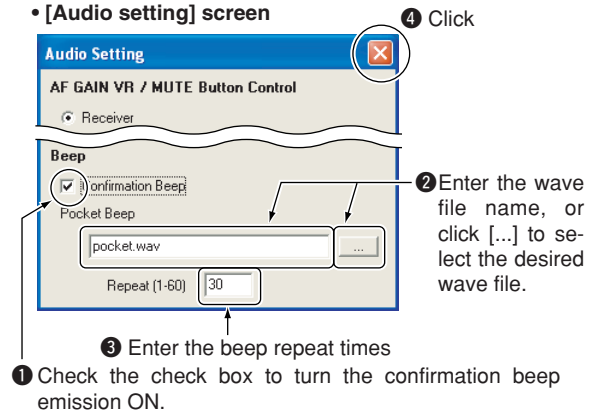 • [Audio setting] screen
❹ Click
Audio Setting
AF GAIN VR / MUTE Button Control
Receiver
Beep
Confirmation Beep
Pocket Beep
pocket.wav
...
Repeat (1-60)
30
❷Enter the wave
file name, or
click [...] to se-
lect the desired
wave file.
❸ Enter the beep repeat times
❶ Check the check box to turn the confirmation beep
emission ON.